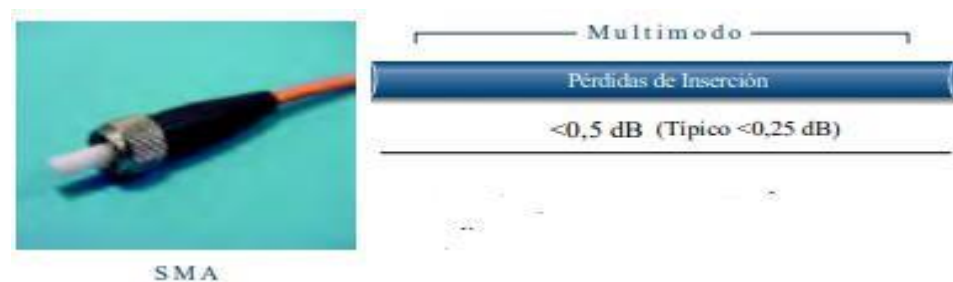 Multimodo
Pérdidas de Inserción
<0,5 dB (Típico <0,25 dB)
SMA